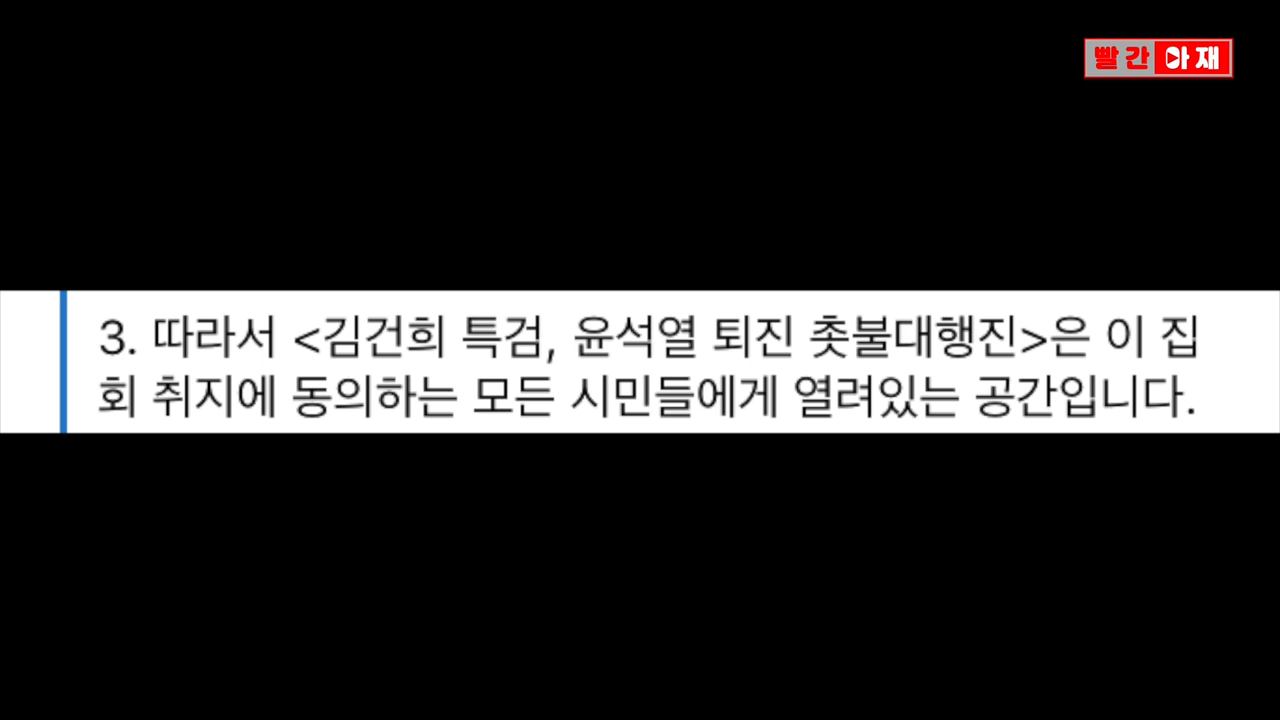 빨간아재
3. 따라서 <김건희 특검, 윤석열 퇴진 촛불대행진>은 이 집
회 취지에 동의하는 모든 시민들에게 열려있는 공간입니다.